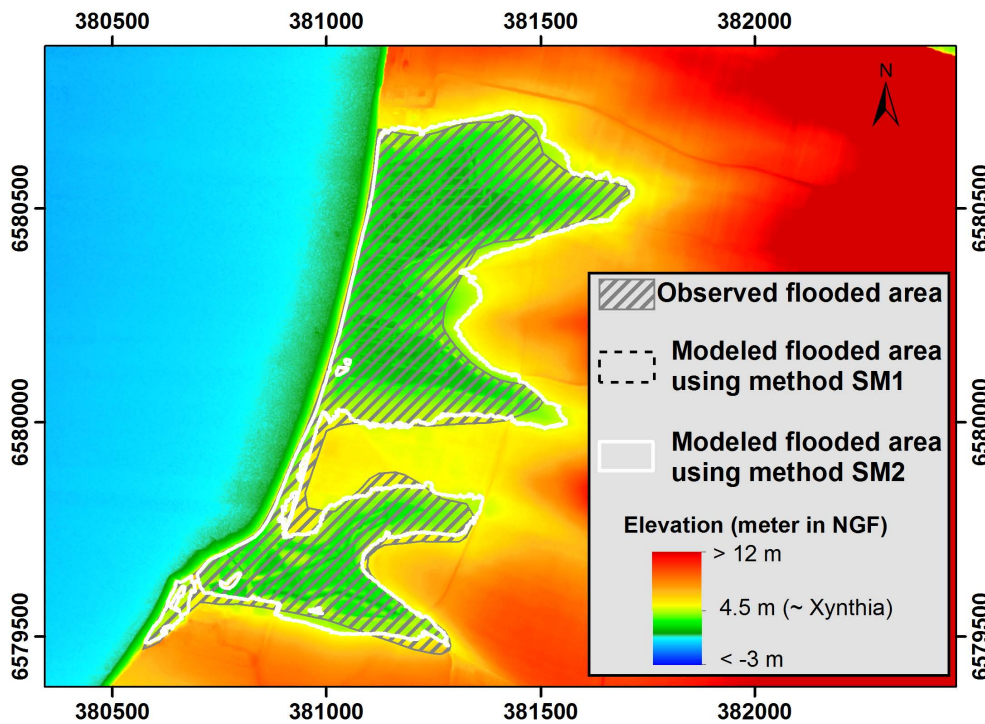 380500 381000 381500 382000
N
6580500 6580500
Observed flooded area
Modeled flooded area
using method SM1
6580000 6580000
Modeled flooded area
using method SM2
Elevation (meter in NGF)
> 12 m
4.5 m (~ Xynthia)
< -3 m
6579500 6579500
380500 381000 381500 382000